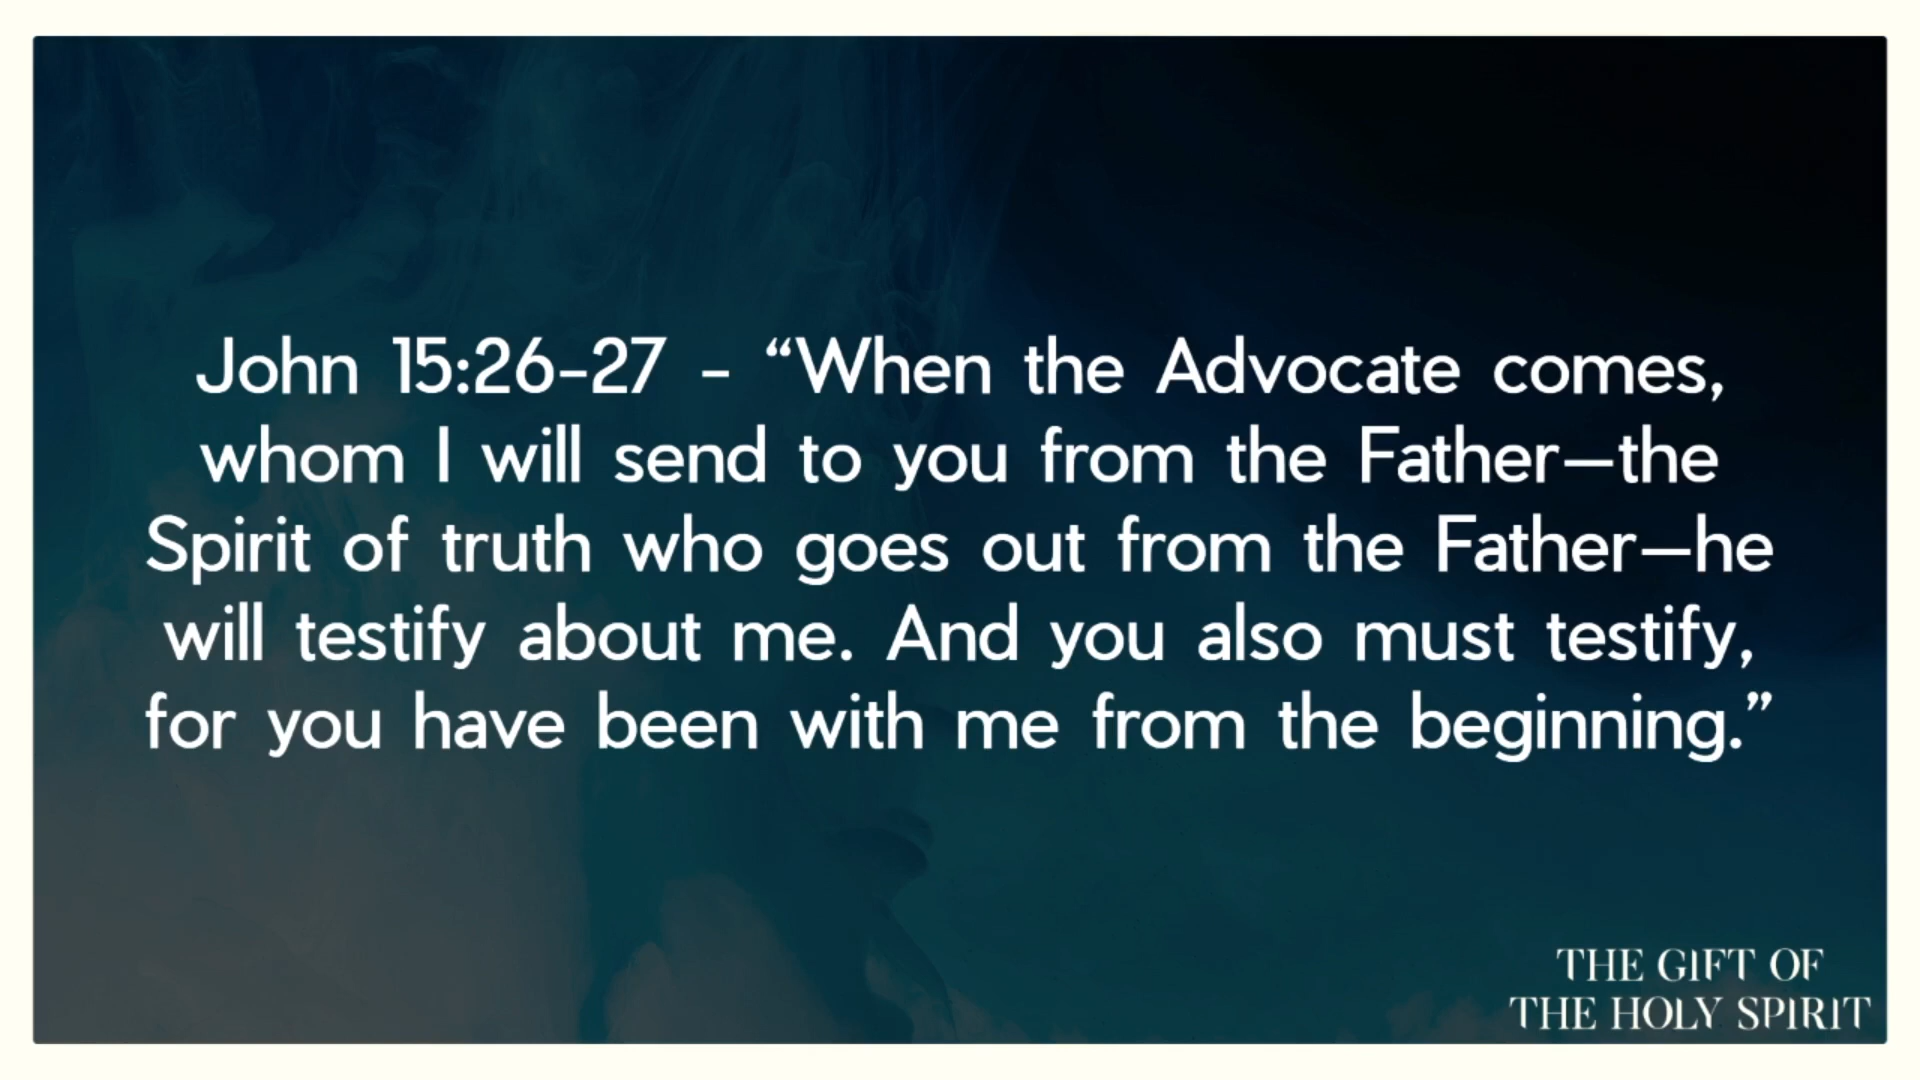 John 15:26-27 - “When the Advocate comes,
whom I will send to you from the Father—the
Spirit of truth who goes out from the Father—he
will testify about me. And you also must testify,
for you have been with me from the beginning.”
THE GIFT OF
THE HOLY SPIRIT